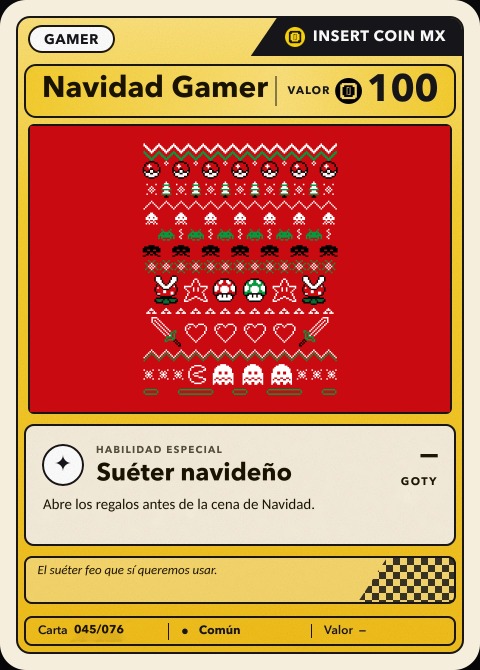 GAMER
INSERT COIN MX
Navidad Gamer
VALOR 100
HABILIDAD ESPECIAL
Suéter navideño
—
GOTY
Abre los regalos antes de la cena de Navidad.
El suéter feo que sí queremos usar.
Carta 045/076 • Común Valor –